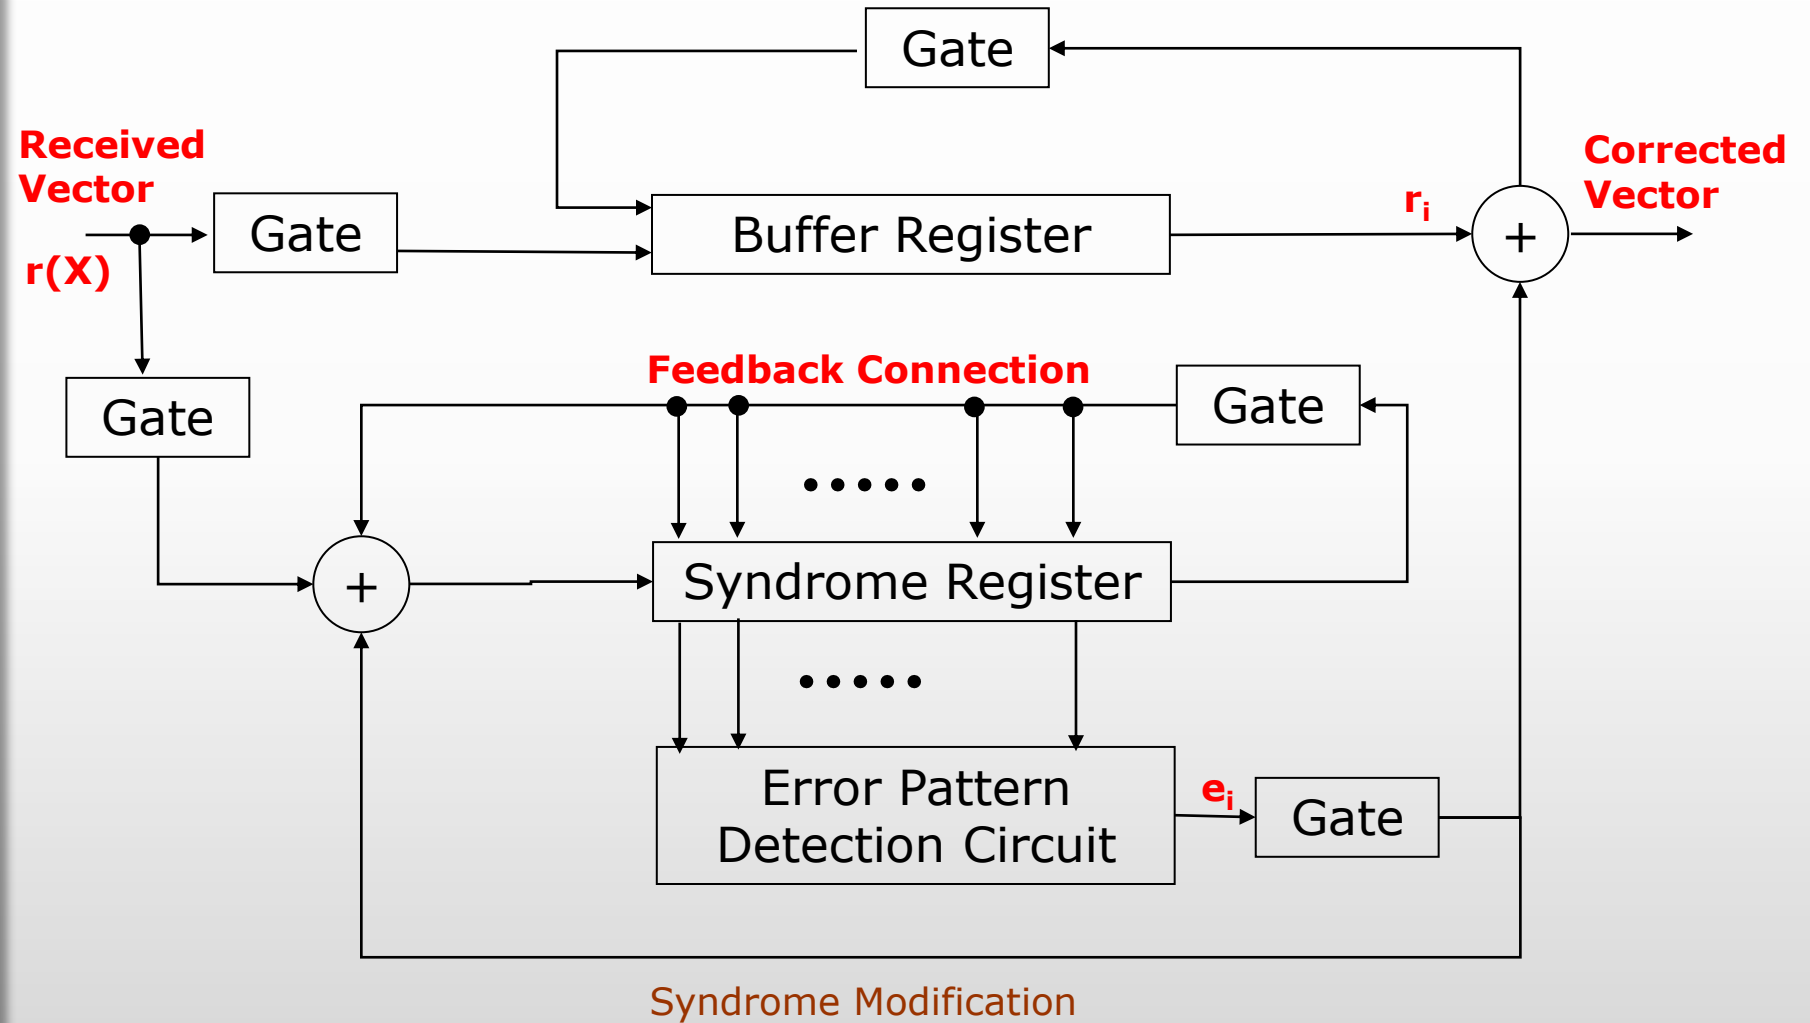 Gate
Received
Vector
Corrected
Vector
r(X)
Gate
Buffer Register
rᵢ
+
Gate
Feedback Connection
Gate
+
Syndrome Register
Error Pattern
Detection Circuit
eᵢ
Gate
Syndrome Modification